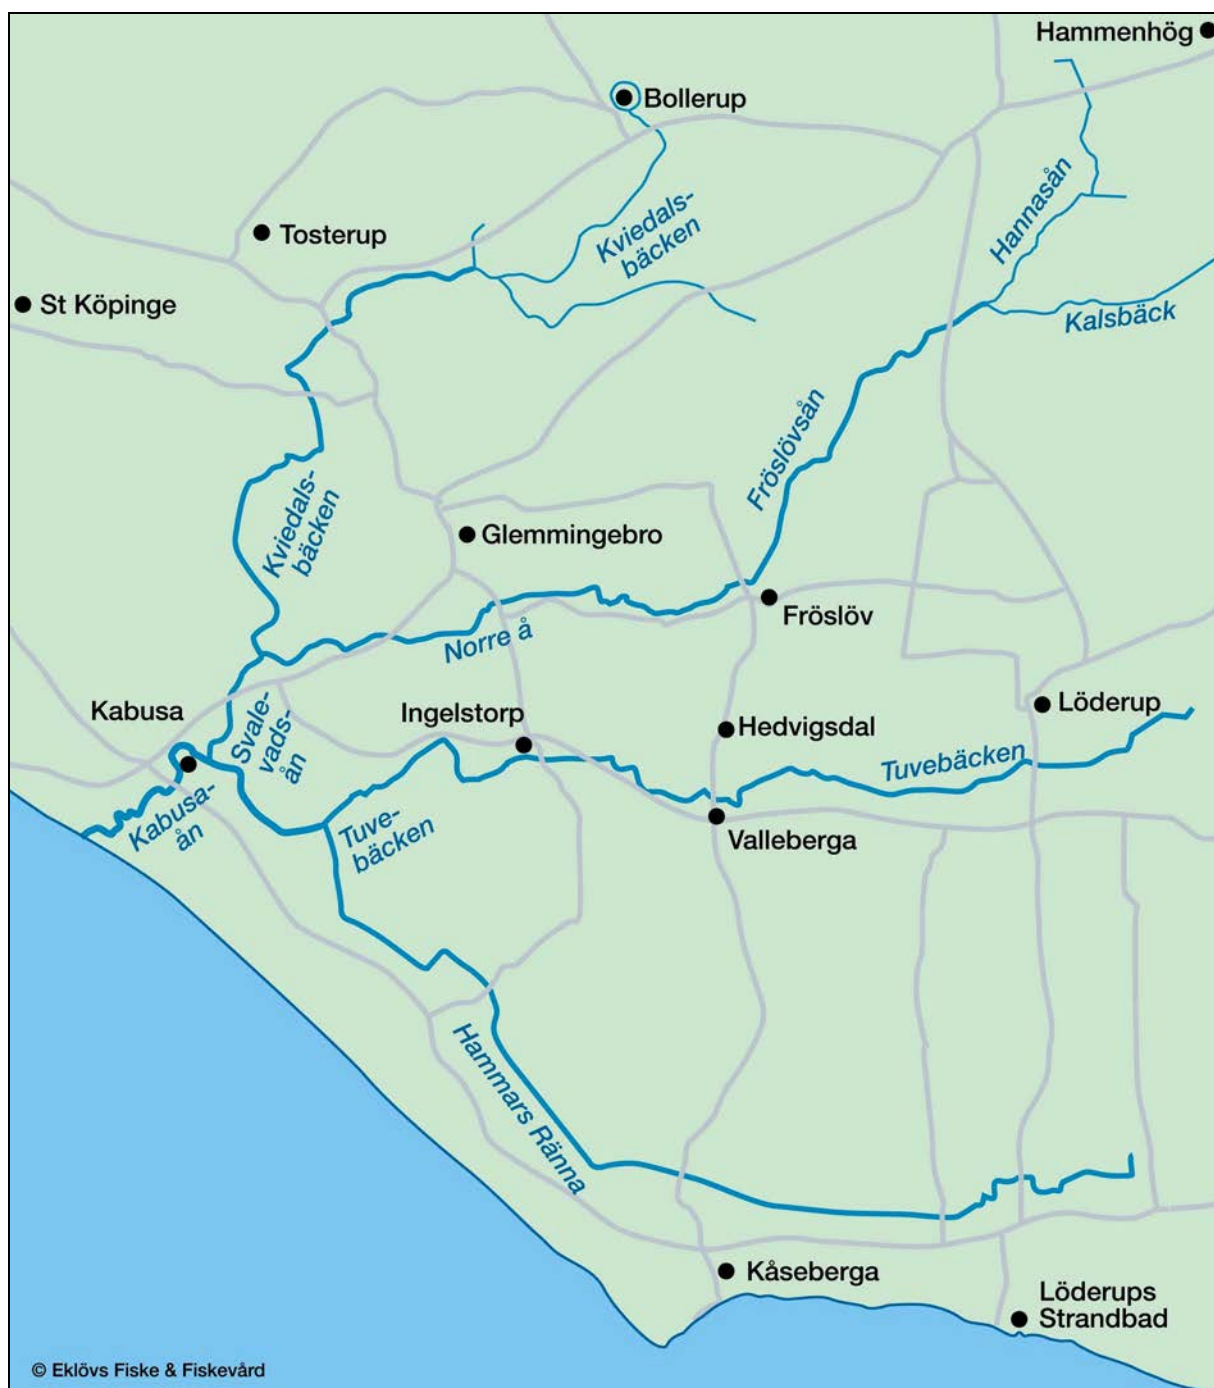 Hammenhög
Bollerup
Hannasån
Kviedals-
bäcken
Tosterup
St Köpinge
Kalsbäck
Fröslövsån
Kviedals-
bäcken
Glemmingebro
Fröslöv
Norre å
Kabusa
Svale-
vads-
ån
Ingelstorp
Hedvigsdal
Löderup
Tuvebäcken
Kabusa-
ån
Tuve-
bäcken
Valleberga
Hammars Ränna
Kåseberga
Löderups
Strandbad
© Eklövs Fiske & Fiskevård